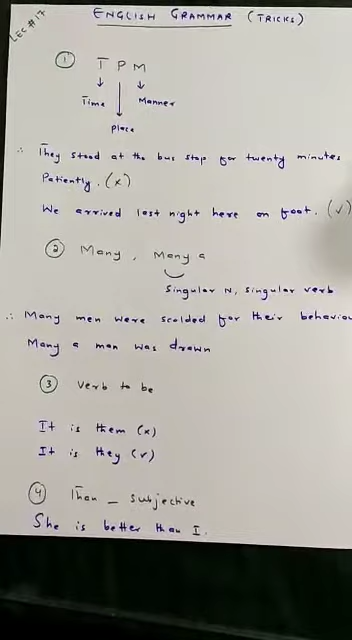 LEC #17
ENGLISH GRAMMAR (TRICKS)
① T P M
Time Manner
Place
∴ They stood at the bus stop for twenty minutes
Patiently. (x)
We arrived last night here on foot. (✓)
② Many, Many a
Singular N, singular verb
∴ Many men were scolded for their behaviou
Many a man was drawn
③ Verb to be
It is them (x)
It is they (✓)
④ Than _ subjective
She is better than I.